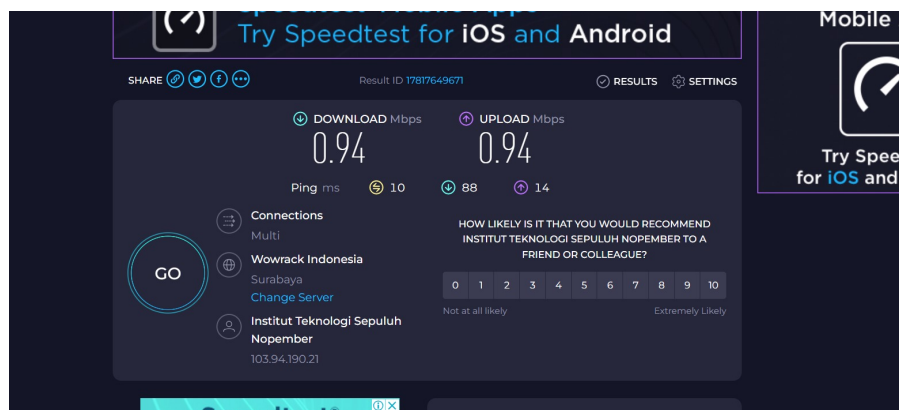 Try Speedtest for iOS and Android
Mobile
SHARE
Result ID 17817649671
RESULTS
SETTINGS
DOWNLOAD Mbps
0.94
UPLOAD Mbps
0.94
Ping ms 10 88 14
Try
for iOS and
Connections
Multi
Wowrack Indonesia
Surabaya
Change Server
Institut Teknologi Sepuluh
Nopember
103.94.190.21
GO
HOW LIKELY IS IT THAT YOU WOULD RECOMMEND
INSTITUT TEKNOLOGI SEPULUH NOPEMBER TO A
FRIEND OR COLLEAGUE?
0 1 2 3 4 5 6 7 8 9 10
Not at all likely
Extremely Likely